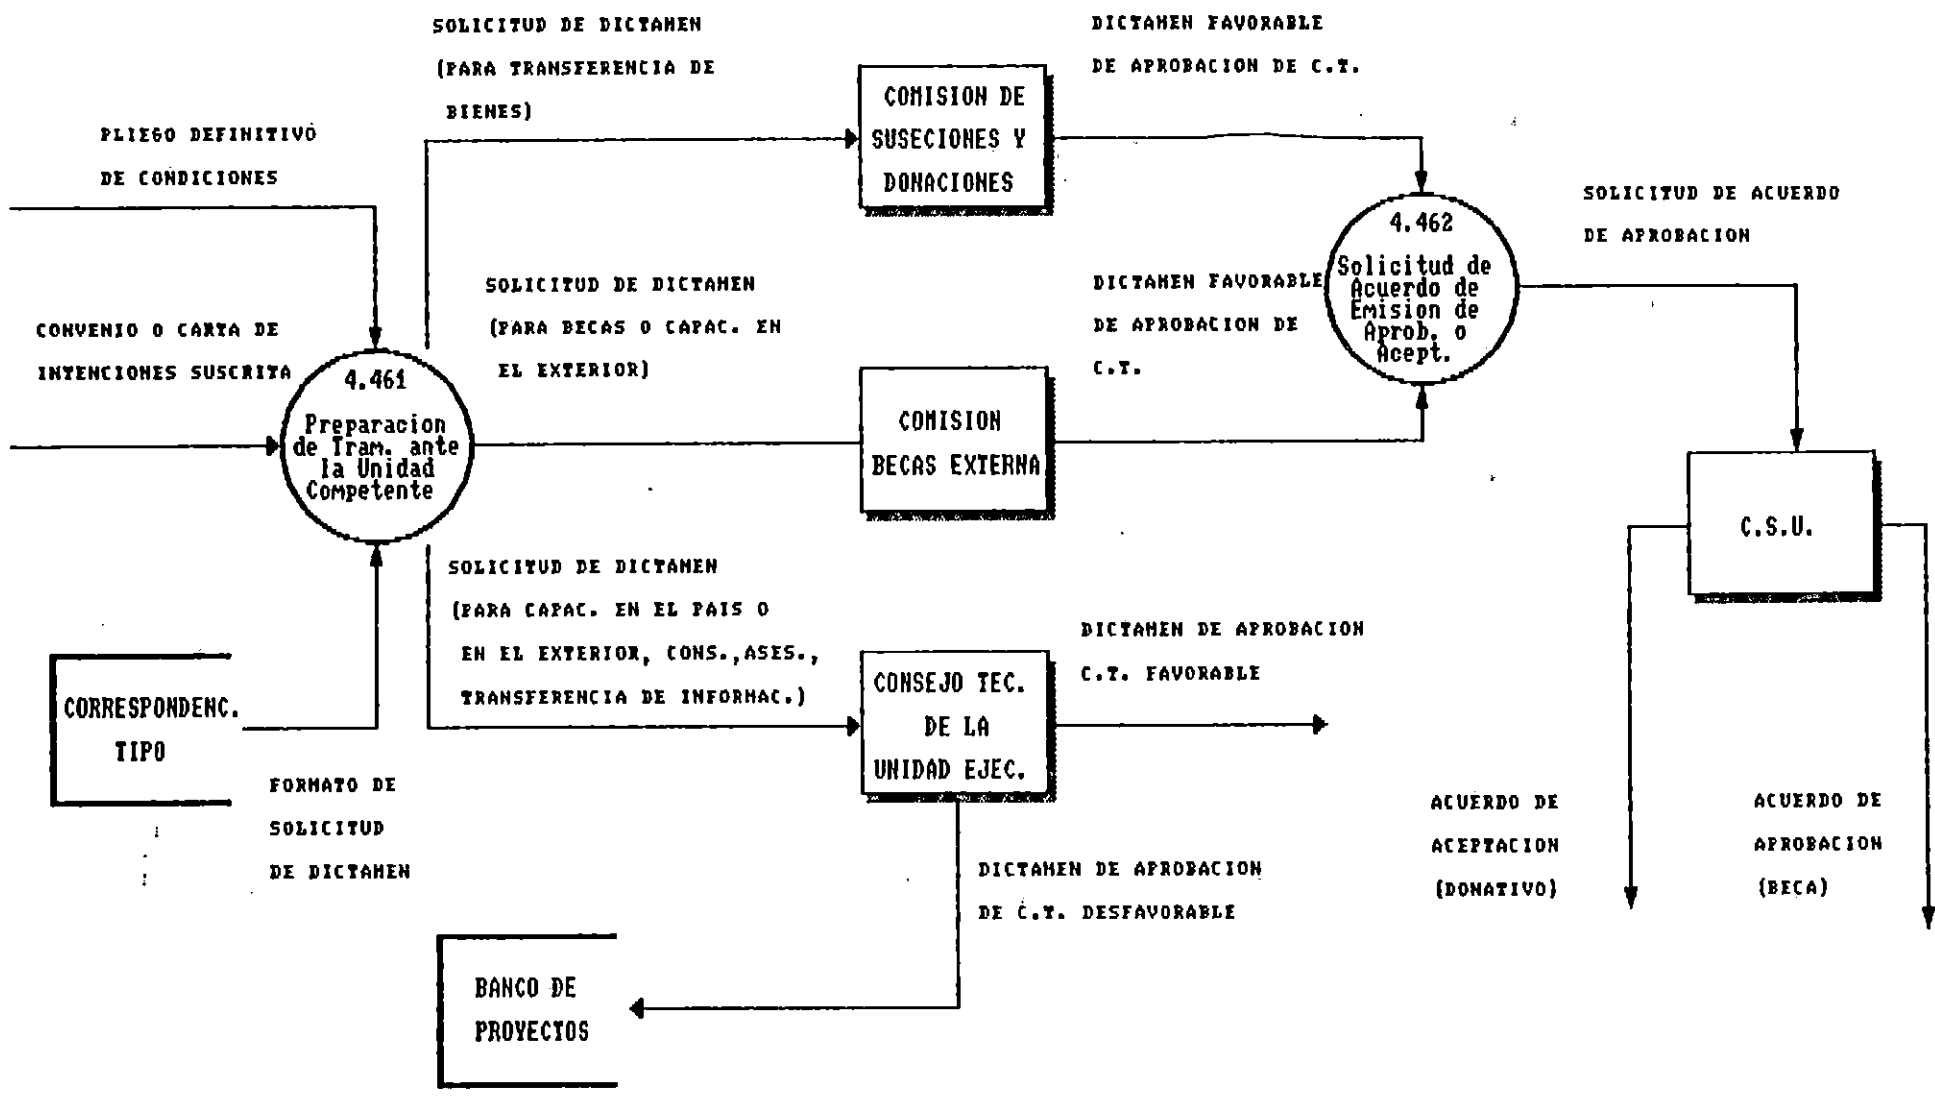 SOLICITUD DE DICTAMEN
(PARA TRANSFERENCIA DE
BIENES)
DICTAMEN FAVORABLE
DE APROBACION DE C.T.
COMISION DE
SUSECIONES Y
DONACIONES
PLIEGO DEFINITIVO
DE CONDICIONES
SOLICITUD DE ACUERDO
DE APROBACION
4.462
Solicitud de
Acuerdo de
Emision de
Aprob. o
Acept.
SOLICITUD DE DICTAMEN
(PARA BECAS O CAPAC. EN
EL EXTERIOR)
DICTAMEN FAVORABLE
DE APROBACION DE
C.T.
CONVENIO O CARTA DE
INTENCIONES SUSCRITA
4.461
Preparacion
de Tram. ante
la Unidad
Competente
COMISION
BECAS EXTERNA
C.S.U.
SOLICITUD DE DICTAMEN
(PARA CAPAC. EN EL PAIS O
EN EL EXTERIOR, CONS.,ASES.,
TRANSFERENCIA DE INFORMAC.)
DICTAMEN DE APROBACION
C.T. FAVORABLE
CONSEJO TEC.
DE LA
UNIDAD EJEC.
CORRESPONDENC.
TIPO
FORMATO DE
SOLICITUD
DE DICTAMEN
ACUERDO DE
ACEPTACION
(DONATIVO)
ACUERDO DE
APROBACION
(BECA)
DICTAMEN DE APROBACION
DE C.T. DESFAVORABLE
BANCO DE
PROYECTOS